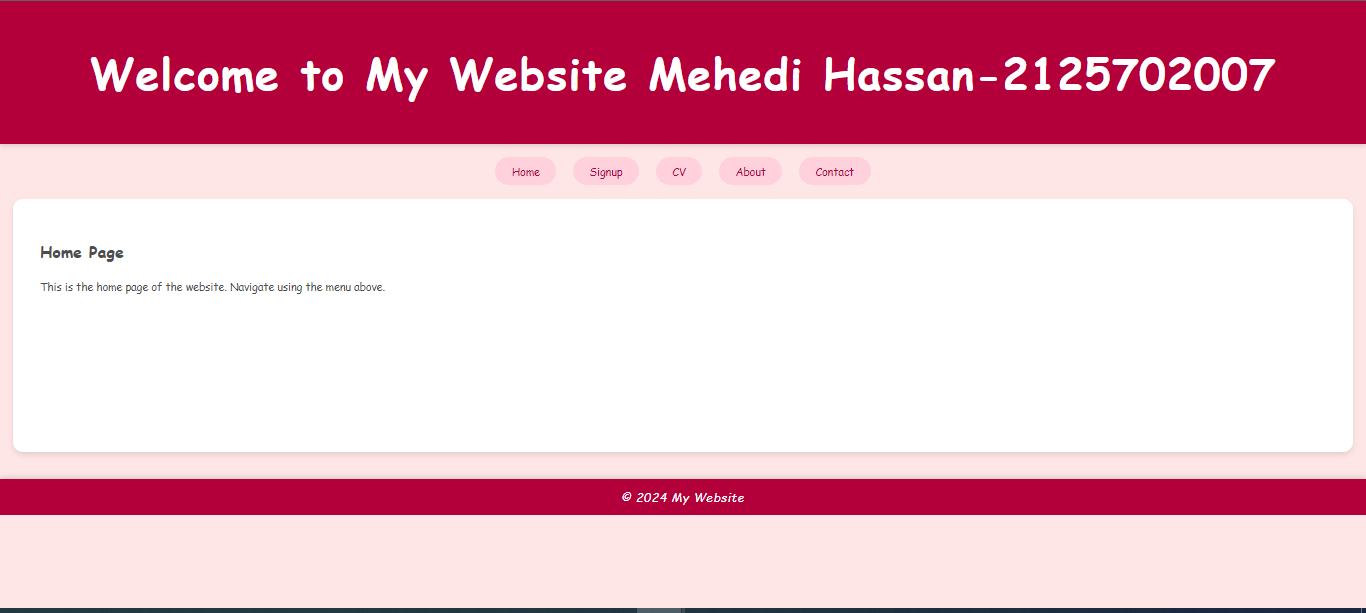 Welcome to My Website Mehedi Hassan-2125702007
Home Signup CV About Contact
Home Page
This is the home page of the website. Navigate using the menu above.
© 2024 My Website